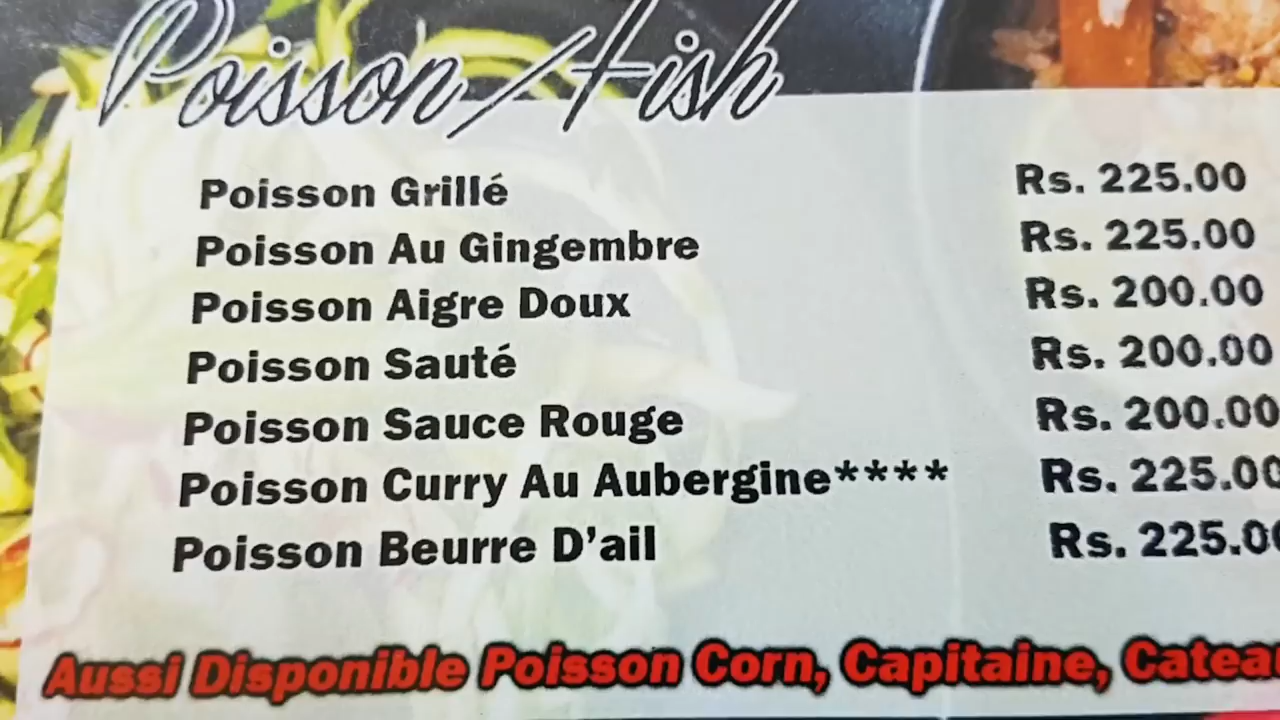 Poisson/Fish
Poisson Grillé Rs. 225.00
Poisson Au Gingembre Rs. 225.00
Poisson Aigre Doux Rs. 200.00
Poisson Sauté Rs. 200.00
Poisson Sauce Rouge Rs. 200.00
Poisson Curry Au Aubergine**** Rs. 225.00
Poisson Beurre D’ail Rs. 225.00
Aussi Disponible Poisson Corn, Capitaine,